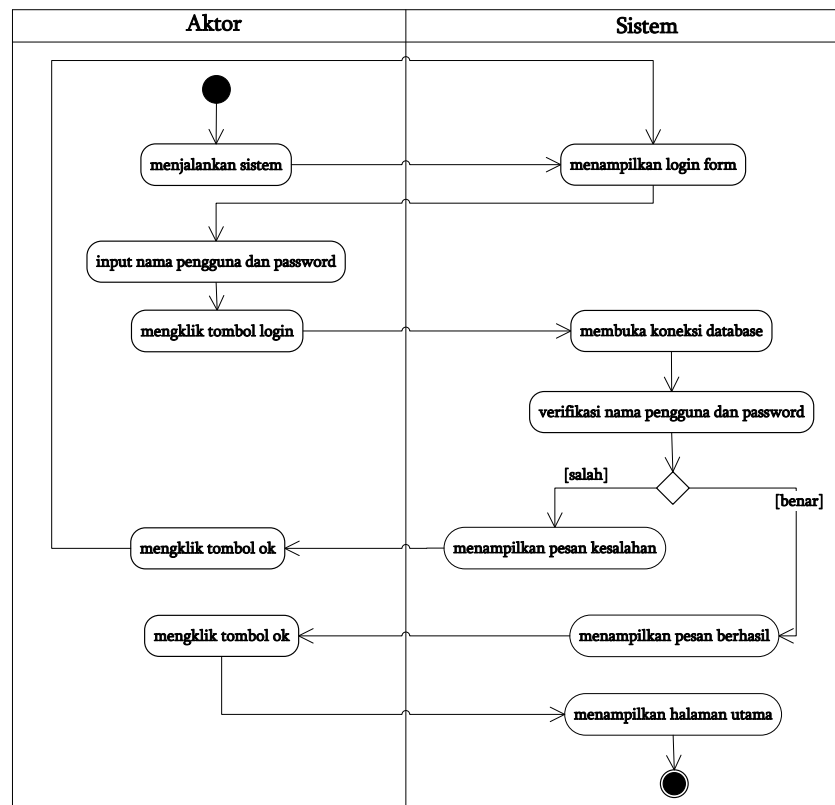 Aktor
Sistem
menjalankan sistem
menampilkan login form
input nama pengguna dan password
mengklik tombol login
membuka koneksi database
verifikasi nama pengguna dan password
[salah]
[benar]
mengklik tombol ok
menampilkan pesan kesalahan
mengklik tombol ok
menampilkan pesan berhasil
menampilkan halaman utama